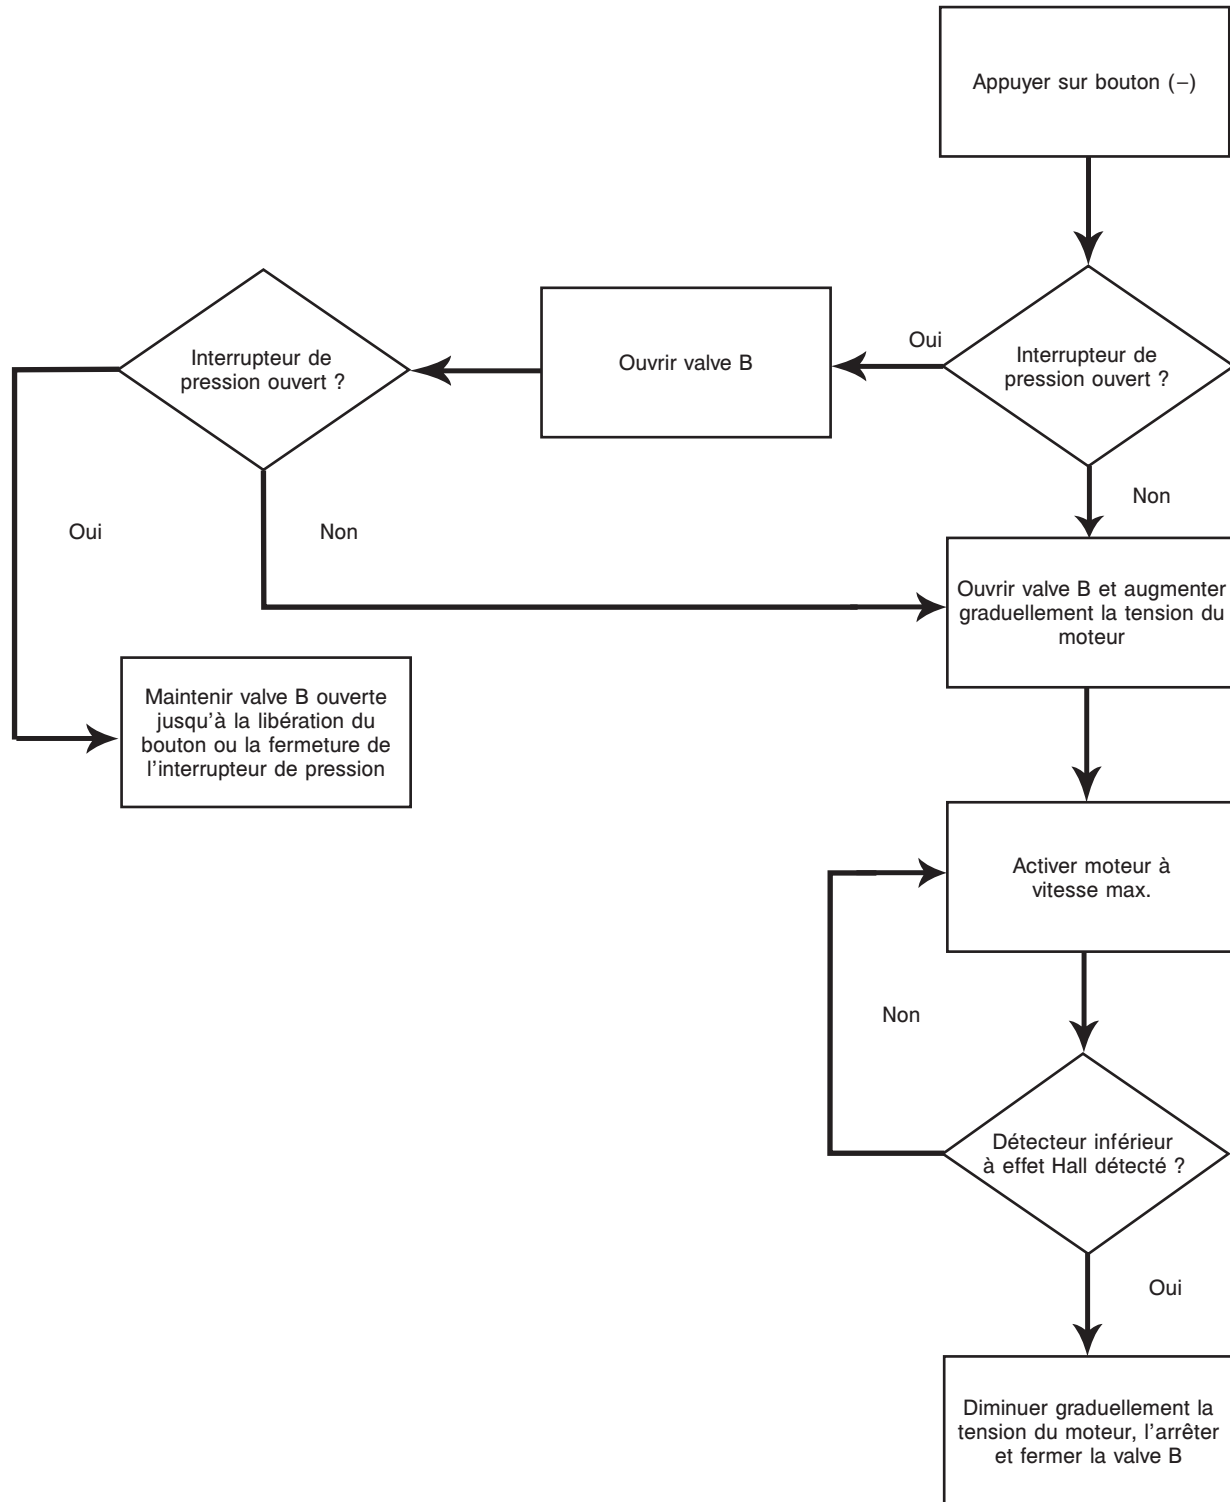 Appuyer sur bouton (–)
Oui
Interrupteur de
pression ouvert ?
Ouvrir valve B
Interrupteur de
pression ouvert ?
Non
Oui
Non
Ouvrir valve B et augmenter
graduellement la tension du
moteur
Maintenir valve B ouverte
jusqu'à la libération du
bouton ou la fermeture de
l'interrupteur de pression
Activer moteur à
vitesse max.
Non
Détecteur inférieur
à effet Hall détecté ?
Oui
Diminuer graduellement la
tension du moteur, l'arrêter
et fermer la valve B